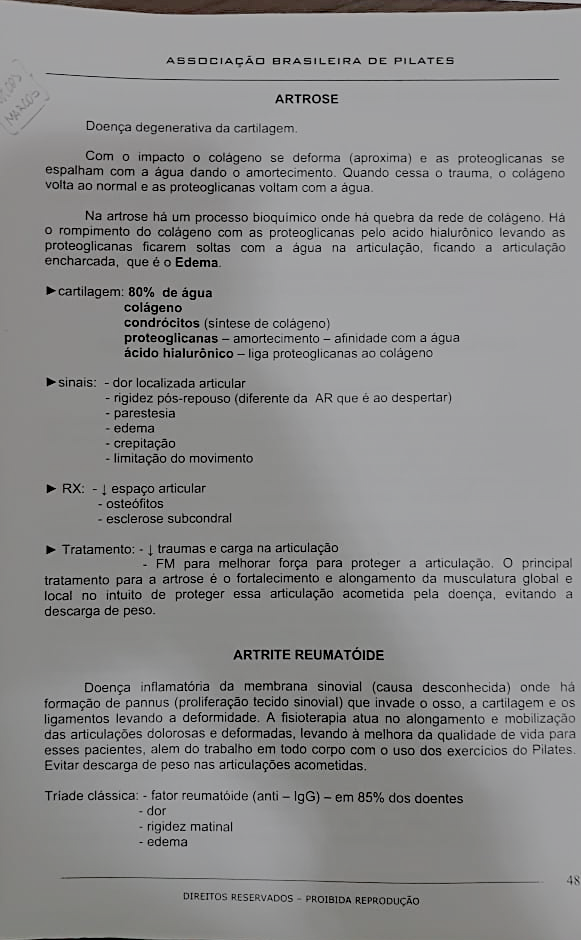 ASSOCIAÇÃO BRASILEIRA DE PILATES
MARCOS
ARTROSE
Doença degenerativa da cartilagem.
Com o impacto o colágeno se deforma (aproxima) e as proteoglicanas se
espalham com a água dando o amortecimento. Quando cessa o trauma, o colágeno
volta ao normal e as proteoglicanas voltam com a água.
Na artrose há um processo bioquímico onde há quebra da rede de colágeno. Há
o rompimento do colágeno com as proteoglicanas pelo acido hialurônico levando as
proteoglicanas ficarem soltas com a água na articulação, ficando a articulação
encharcada, que é o Edema.
►cartilagem: 80% de água
colágeno
condrócitos (síntese de colágeno)
proteoglicanas – amortecimento – afinidade com a água
ácido hialurônico – liga proteoglicanas ao colágeno
►sinais: - dor localizada articular
- rigidez pós-repouso (diferente da AR que é ao despertar)
- parestesia
- edema
- crepitação
- limitação do movimento
► RX: - ↓ espaço articular
- osteófitos
- esclerose subcondral
► Tratamento: - ↓ traumas e carga na articulação
- FM para melhorar força para proteger a articulação. O principal
tratamento para a artrose é o fortalecimento e alongamento da musculatura global e
local no intuito de proteger essa articulação acometida pela doença, evitando a
descarga de peso.
ARTRITE REUMATÓIDE
Doença inflamatória da membrana sinovial (causa desconhecida) onde há
formação de pannus (proliferação tecido sinovial) que invade o osso, a cartilagem e os
ligamentos levando a deformidade. A fisioterapia atua no alongamento e mobilização
das articulações dolorosas e deformadas, levando à melhora da qualidade de vida para
esses pacientes, alem do trabalho em todo corpo com o uso dos exercícios do Pilates.
Evitar descarga de peso nas articulações acometidas.
Tríade clássica: - fator reumatóide (anti – IgG) – em 85% dos doentes
- dor
- rigidez matinal
- edema
48
DIREITOS RESERVADOS – PROIBIDA REPRODUÇÃO